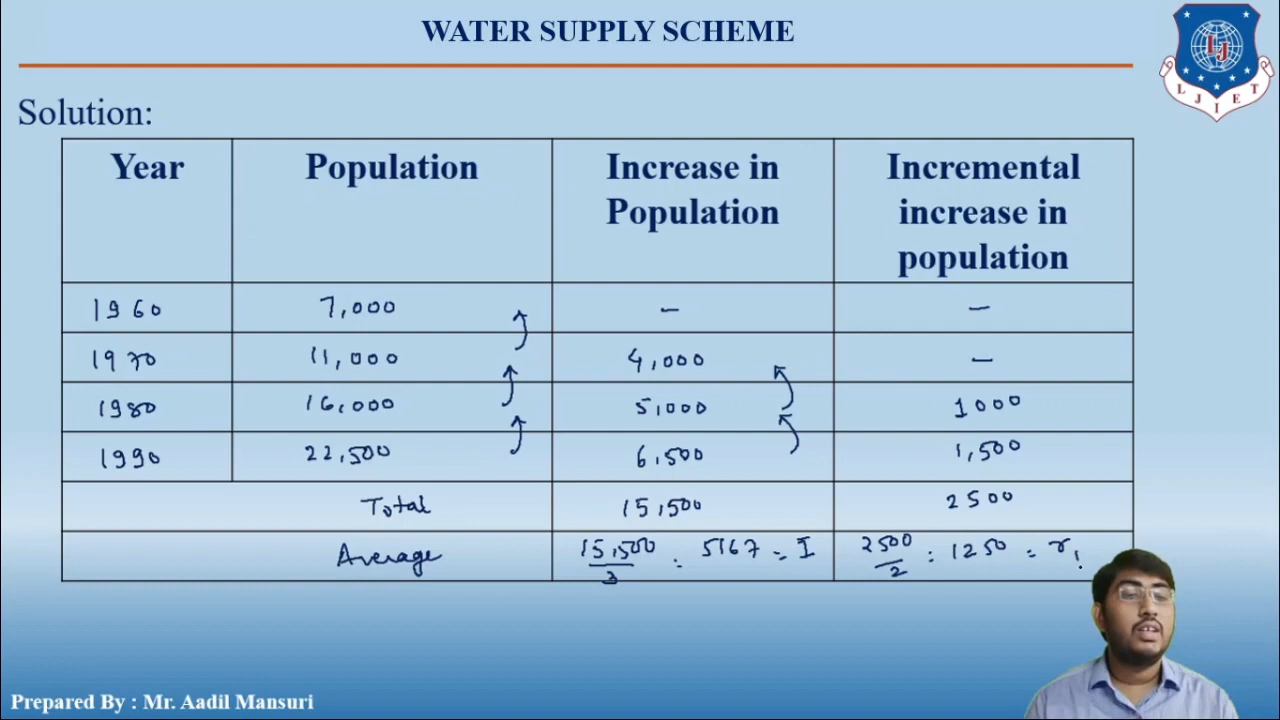 WATER SUPPLY SCHEME
L J I E T
Solution:
Year Population Increase in Population Incremental increase in population
1960 7,000 – –
1970 11,000 4,000 –
1980 16,000 5,000 1000
1990 22,500 6,500 1,500
Total 15,500 2500
Average 15,500/3 = 5167 = I 2500/2 = 1250 = r1
Prepared By : Mr. Aadil Mansuri